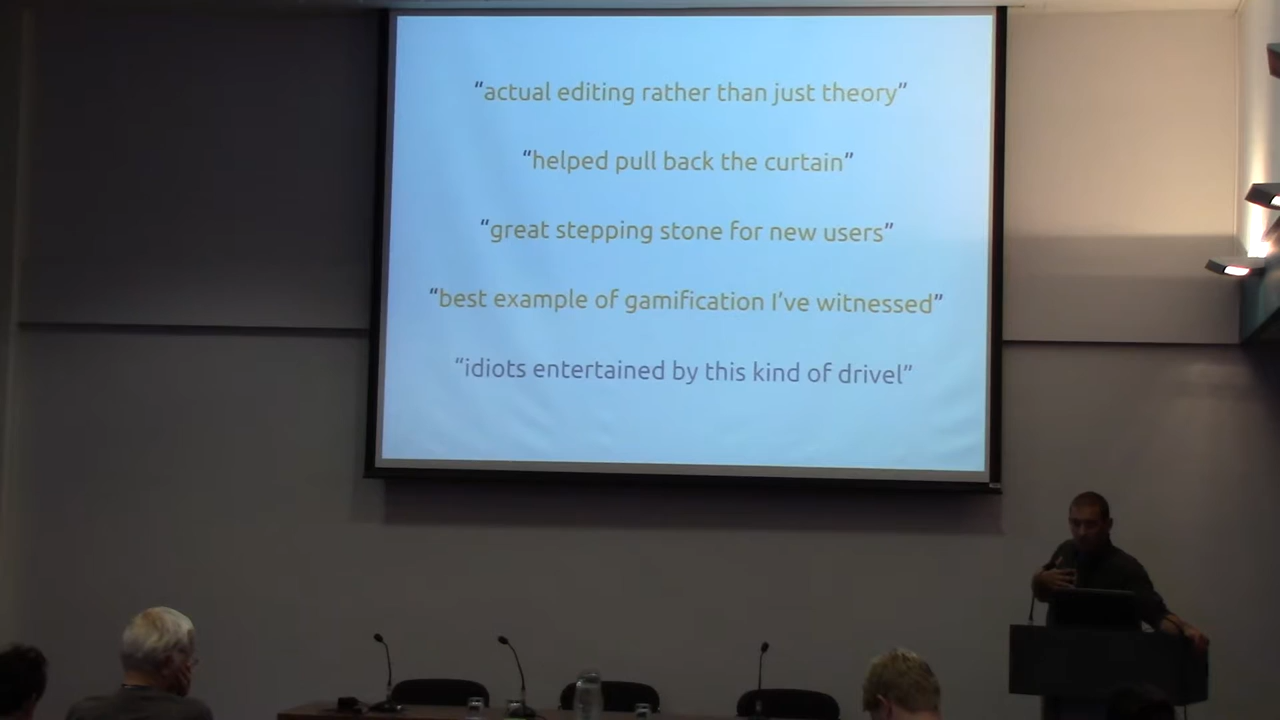 “actual editing rather than just theory”
“helped pull back the curtain”
“great stepping stone for new users”
“best example of gamification I’ve witnessed”
“idiots entertained by this kind of drivel”